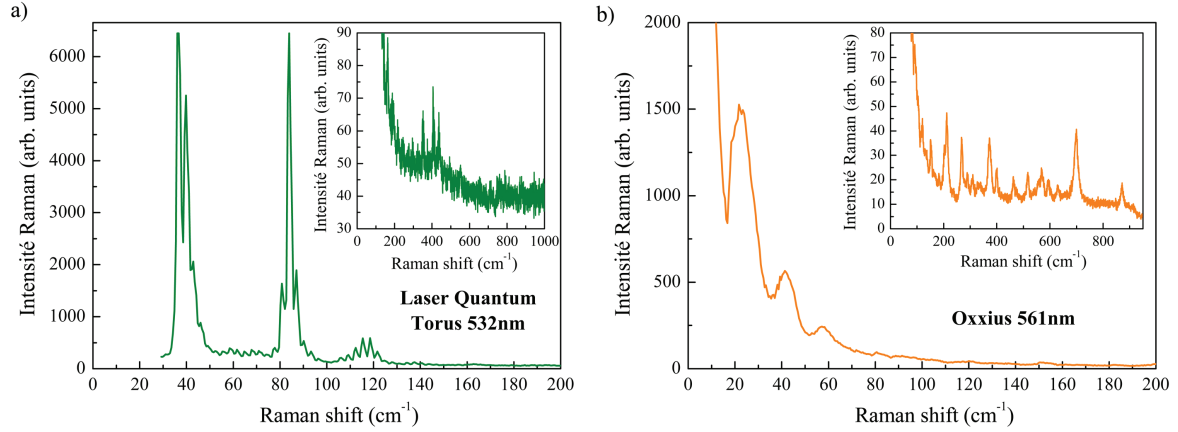 a)
Intensité Raman (arb. units)
6000
5000
4000
3000
2000
1000
0
0 20 40 60 80 100 120 140 160 180 200
Raman shift (cm-1)
Intensité Raman (arb. units)
90
80
70
60
50
40
30
0 200 400 600 800 1000
Raman shift (cm-1)
Laser Quantum
Torus 532nm
b)
Intensité Raman (arb. units)
2000
1500
1000
500
0
0 20 40 60 80 100 120 140 160 180 200
Raman shift (cm-1)
Intensité Raman (arb. units)
80
70
60
50
40
30
20
10
0
0 200 400 600 800
Raman shift (cm-1)
Oxxius 561nm